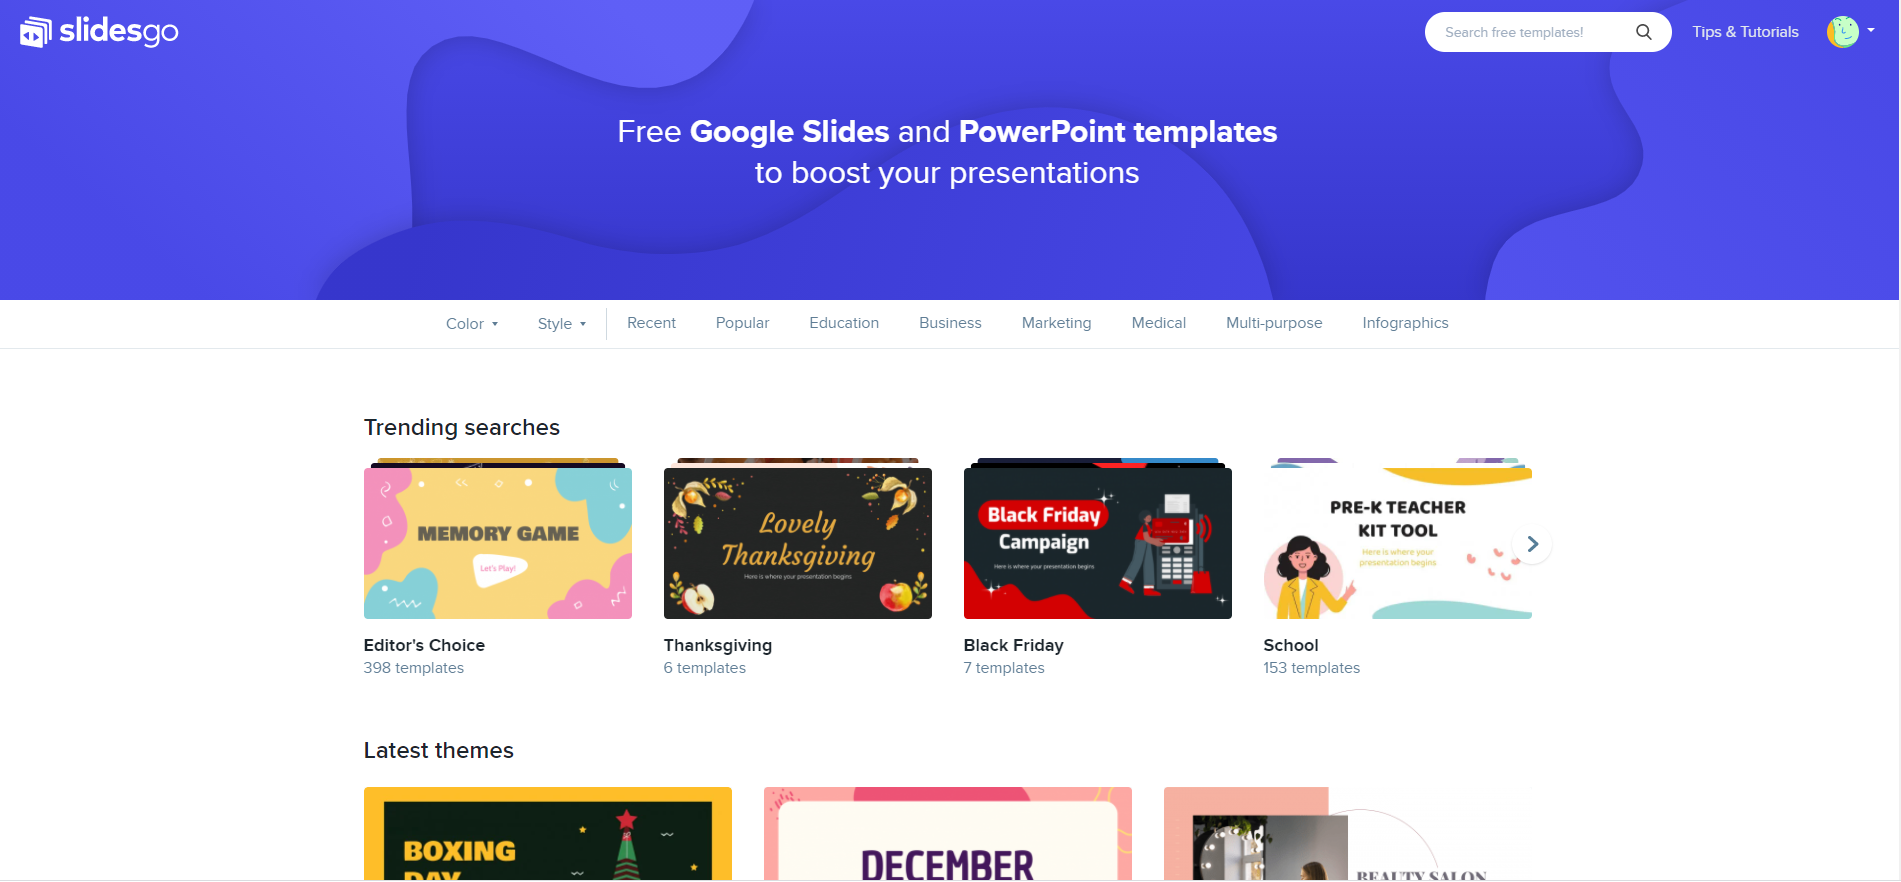 slidesgo
Search free templates!
Tips & Tutorials
Free Google Slides and PowerPoint templates
to boost your presentations
Color
Style
Recent
Popular
Education
Business
Marketing
Medical
Multi-purpose
Infographics
Trending searches
MEMORY GAME
Let's Play!
Editor's Choice
398 templates
Lovely
Thanksgiving
Here is where your presentation begins
Thanksgiving
6 templates
Black Friday
Campaign
Here is where your presentation begins
Black Friday
7 templates
PRE-K TEACHER
KIT TOOL
Here is where your
presentation begins
School
153 templates
Latest themes
BOXING
DAY
DECEMBER
BEAUTY SALON